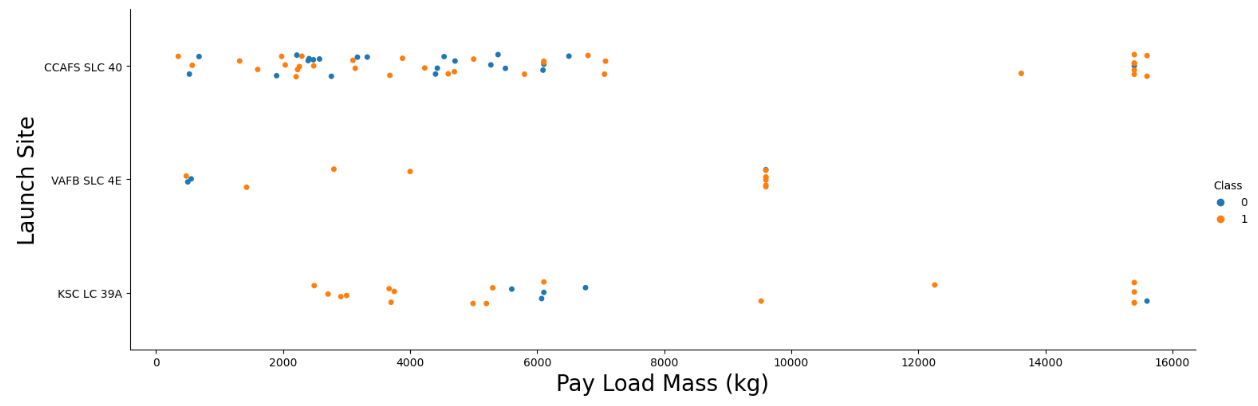 Launch Site
CCAFS SLC 40
VAFB SLC 4E
KSC LC 39A
0 2000 4000 6000 8000 10000 12000 14000 16000
Pay Load Mass (kg)
Class
0
1